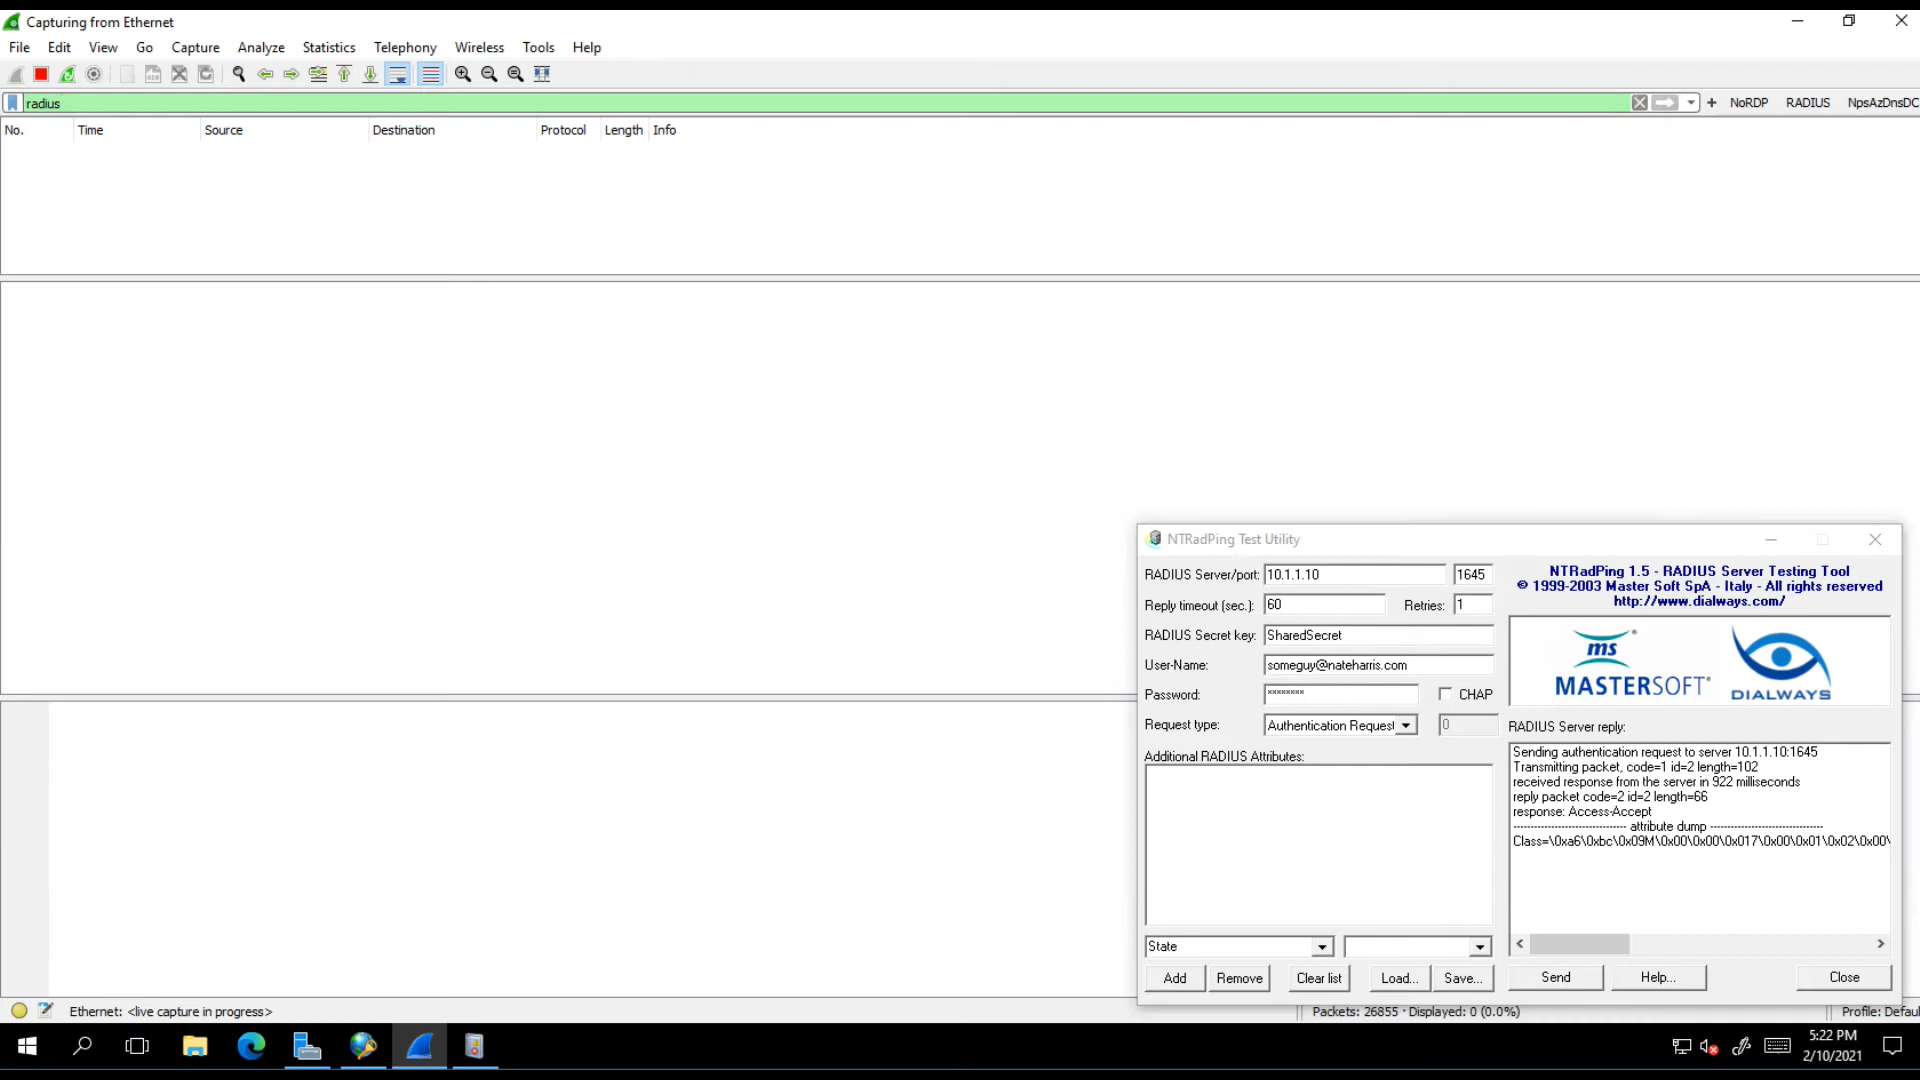 Capturing from Ethernet
File Edit View Go Capture Analyze Statistics Telephony Wireless Tools Help
radius
NoRDP RADIUS NpsAzDnsDC
No. Time Source Destination Protocol Length Info
NTRadPing Test Utility
RADIUS Server/port: 10.1.1.10 1645
Reply timeout (sec.): 60 Retries: 1
RADIUS Secret key: SharedSecret
User-Name: someguy@nateharris.com
Password: ******** CHAP
Request type: Authentication Request 0
Additional RADIUS Attributes:
State
Add Remove Clear list Load... Save...
NTRadPing 1.5 - RADIUS Server Testing Tool
© 1999-2003 Master Soft SpA - Italy - All rights reserved
http://www.dialways.com/
ms
MASTERSOFT®
DIALWAYS
RADIUS Server reply:
Sending authentication request to server 10.1.1.10:1645
Transmitting packet, code=1 id=2 length=102
received response from the server in 922 milliseconds
reply packet code=2 id=2 length=66
response: Access-Accept
------------------------------- attribute dump -------------------------------
Class=\0xa6\0xbc\0x09M\0x00\0x00\0x017\0x00\0x01\0x02\0x00\
Send Help... Close
Ethernet: <live capture in progress>
Packets: 26855 · Displayed: 0 (0.0%)
Profile: Defau
5:22 PM
2/10/2021